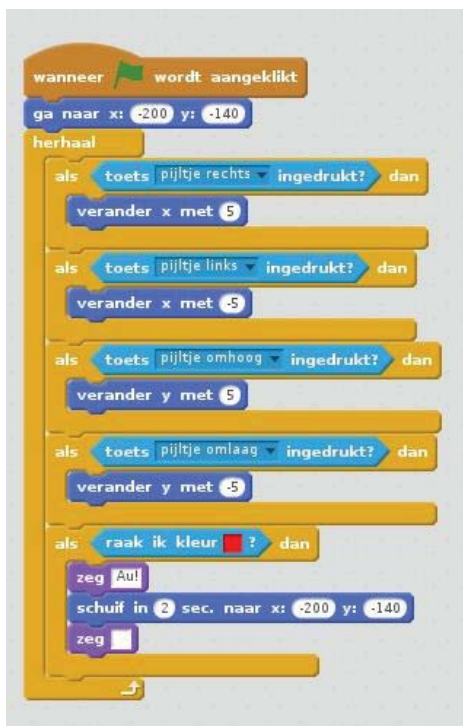 wanneer wordt aangeklikt
ga naar x: -200 y: -140
herhaal
als toets pijltje rechts ingedrukt? dan
verander x met 5
als toets pijltje links ingedrukt? dan
verander x met -5
als toets pijltje omhoog ingedrukt? dan
verander y met 5
als toets pijltje omlaag ingedrukt? dan
verander y met -5
als raak ik kleur ? dan
zeg Au!
schuif in 2 sec. naar x: -200 y: -140
zeg